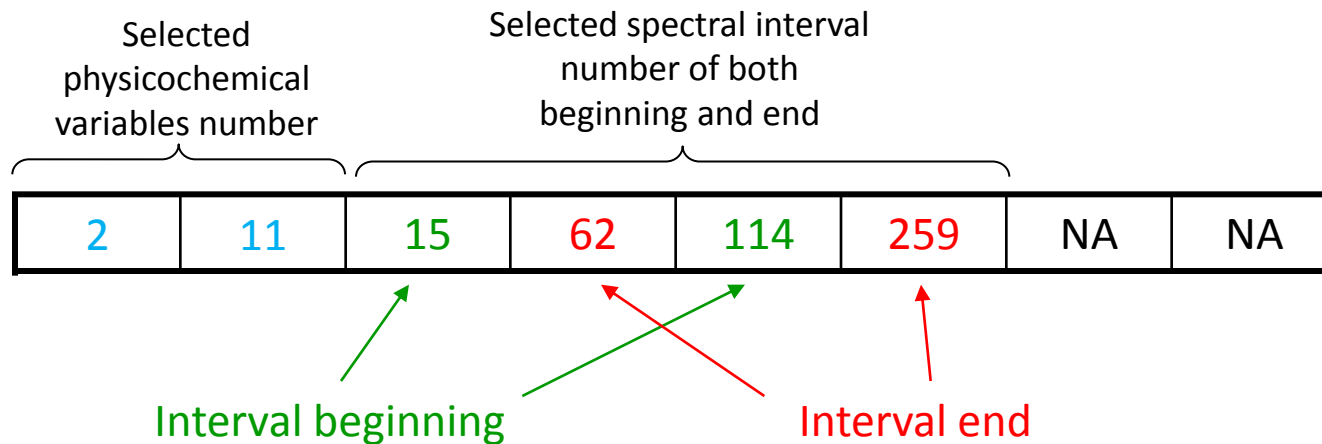 Selected
physicochemical
variables number
Selected spectral interval
number of both
beginning and end
2 11 15 62 114 259 NA NA
Interval beginning
Interval end